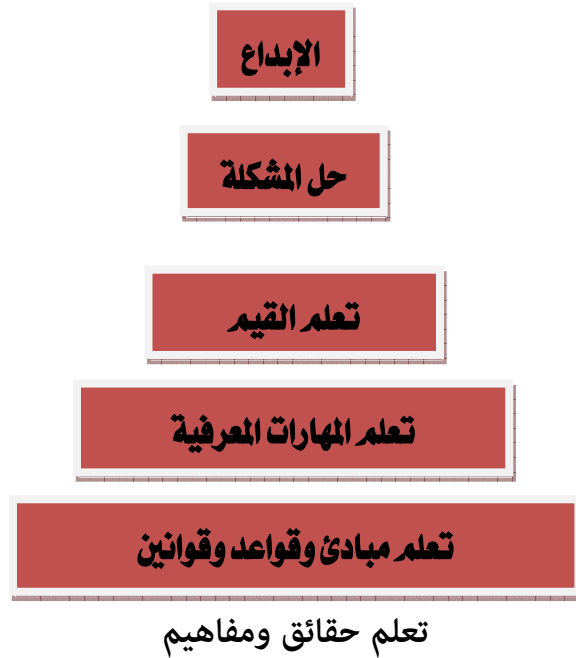 الإبداع
حل المشكلة
تعلم القيم
تعلم المهارات المعرفية
تعلم مبادئ وقواعد وقوانين
تعلم حقائق ومفاهيم